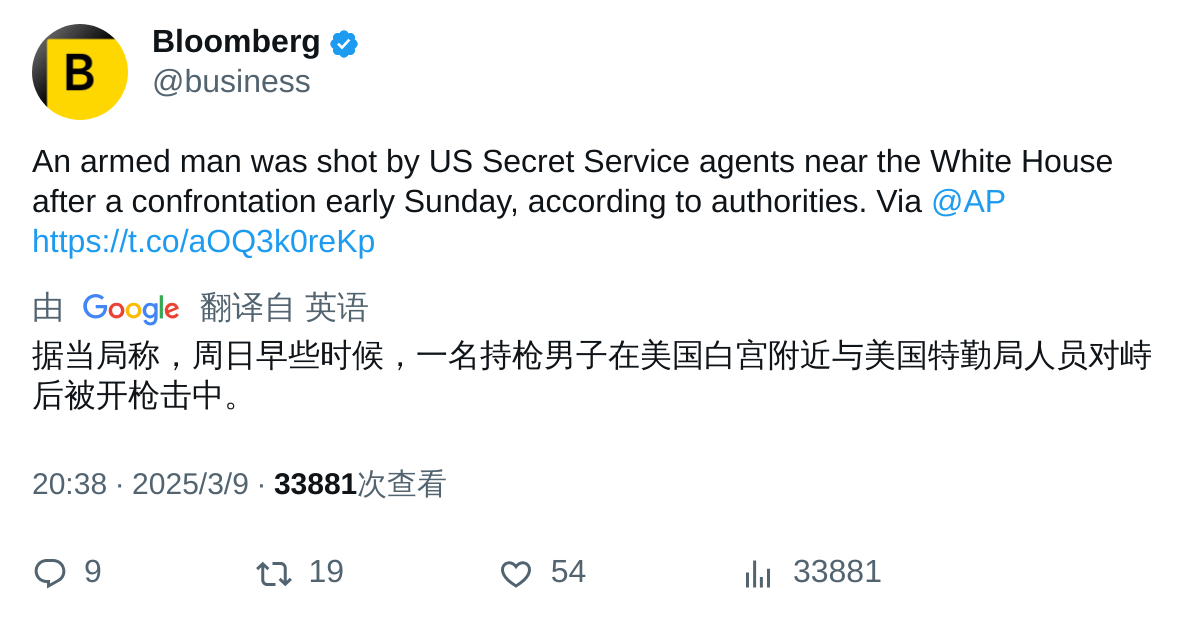 B
Bloomberg
@business
An armed man was shot by US Secret Service agents near the White House
after a confrontation early Sunday, according to authorities. Via @AP
https://t.co/aOQ3k0reKp
由 Google 翻译自 英语
据当局称，周日早些时候，一名持枪男子在美国白宫附近与美国特勤局人员对峙
后被开枪击中。
20:38 · 2025/3/9 · 33881次查看
9 19 54 33881